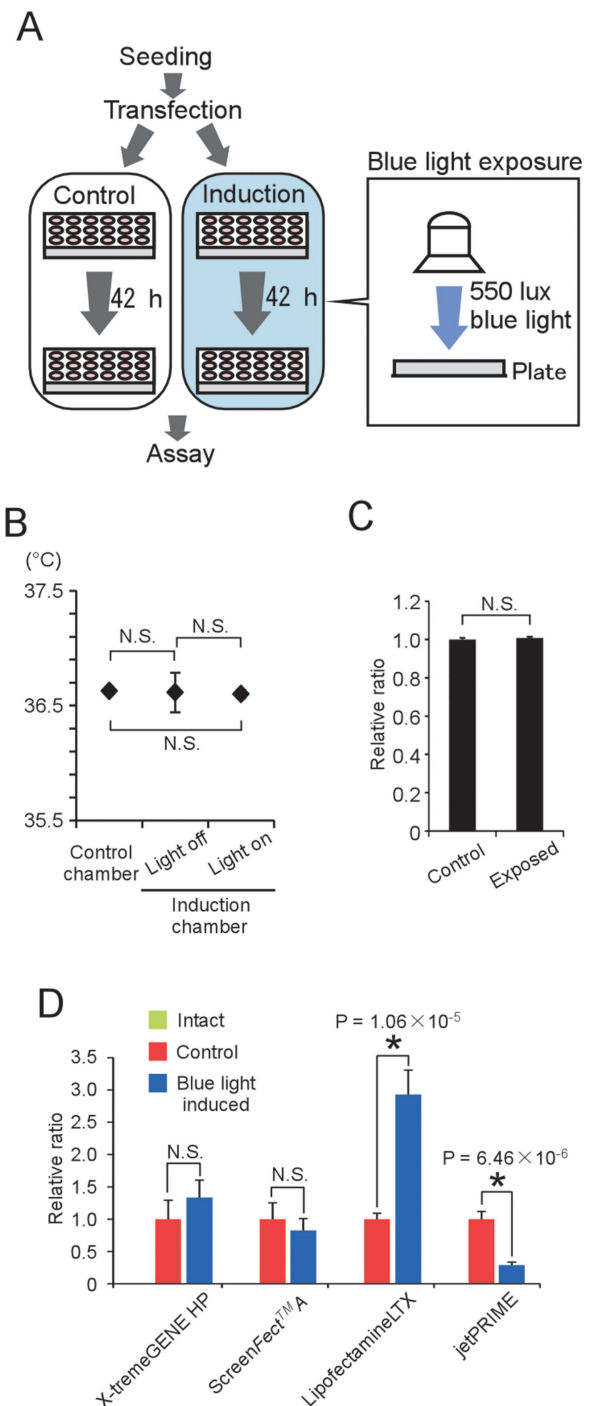 A
Seeding
Transfection
Control
Induction
42 h
42 h
Assay
Blue light exposure
550 lux
blue light
Plate
B
(°C)
37.5
36.5
35.5
N.S.
N.S.
N.S.
Control
chamber
Light off
Light on
Induction
chamber
C
Relative ratio
1.2
1.0
0.8
0.6
0.4
0.2
0
N.S.
Control
Exposed
D
Intact
Control
Blue light
induced
Relative ratio
3.5
3.0
2.5
2.0
1.5
1.0
0.5
0
N.S.
N.S.
P = 1.06×10⁻⁵
*
P = 6.46×10⁻⁶
*
X-tremeGENE HP
ScreenFect™ A
LipofectamineLTX
jetPRIME